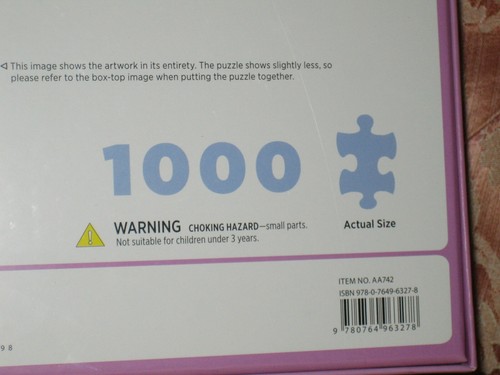 This image shows the artwork in its entirety. The puzzle shows slightly less, so
please refer to the box-top image when putting the puzzle together.
1000
Actual Size
WARNING CHOKING HAZARD—small parts.
Not suitable for children under 3 years.
ITEM NO. AA742
ISBN 978-0-7649-6327-8
9 780764 963278
9 8